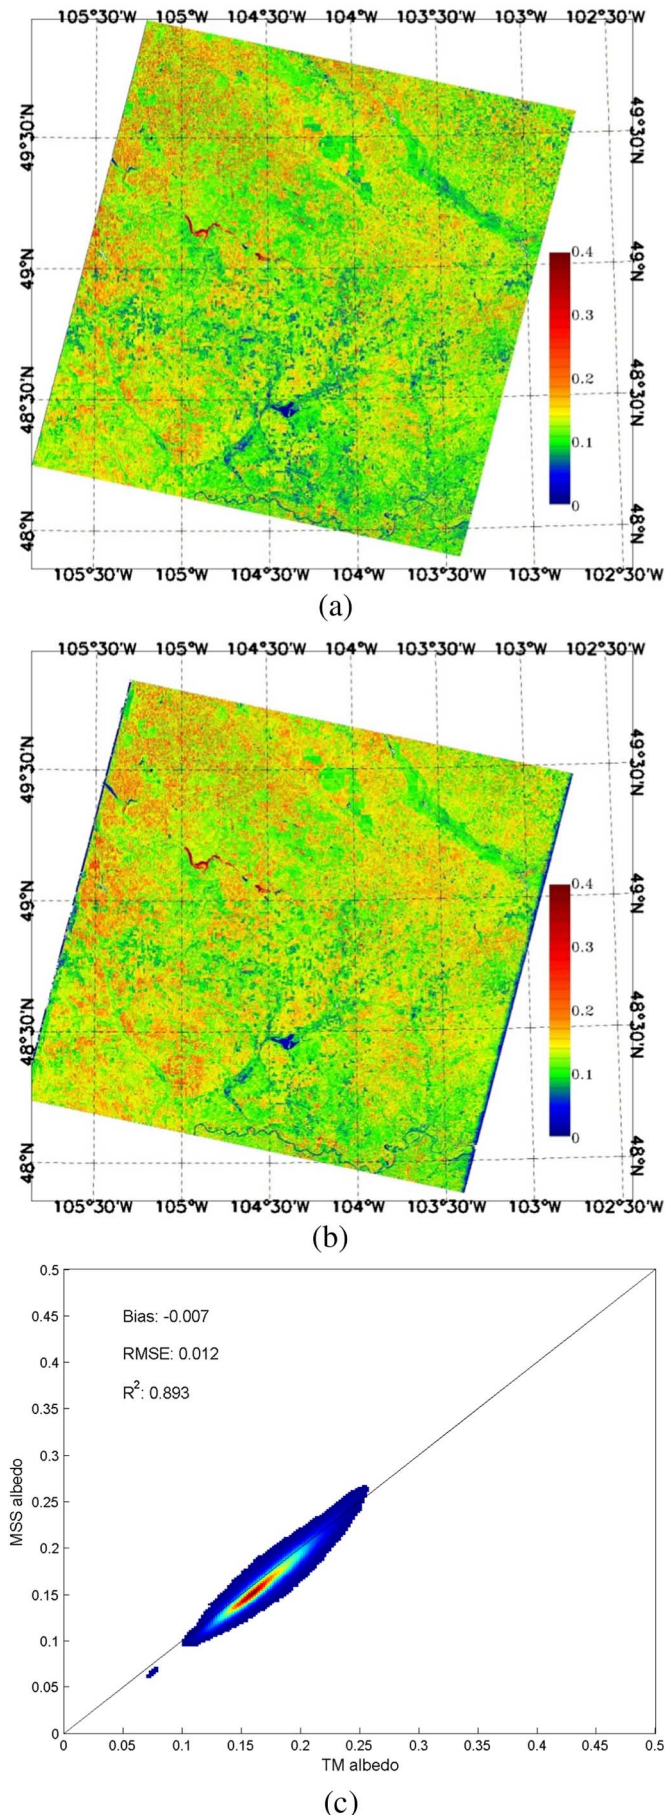 105°30'W 105°W 104°30'W 104°W 103°30'W 103°W 102°30'W
49°30'N 49°30'N
49°N 49°N
48°30'N 48°30'N
48°N 48°N
0.4
0.3
0.2
0.1
0
105°30'W 105°W 104°30'W 104°W 103°30'W 103°W 102°30'W
(a)
105°30'W 105°W 104°30'W 104°W 103°30'W 103°W 102°30'W
49°30'N 49°30'N
49°N 49°N
48°30'N 48°30'N
48°N 48°N
0.4
0.3
0.2
0.1
0
105°30'W 105°W 104°30'W 104°W 103°30'W 103°W 102°30'W
(b)
0.5
0.45
0.4
0.35
0.3
0.25
0.2
0.15
0.1
0.05
0
MSS albedo
Bias: -0.007
RMSE: 0.012
R²: 0.893
0 0.05 0.1 0.15 0.2 0.25 0.3 0.35 0.4 0.45 0.5
TM albedo
(c)